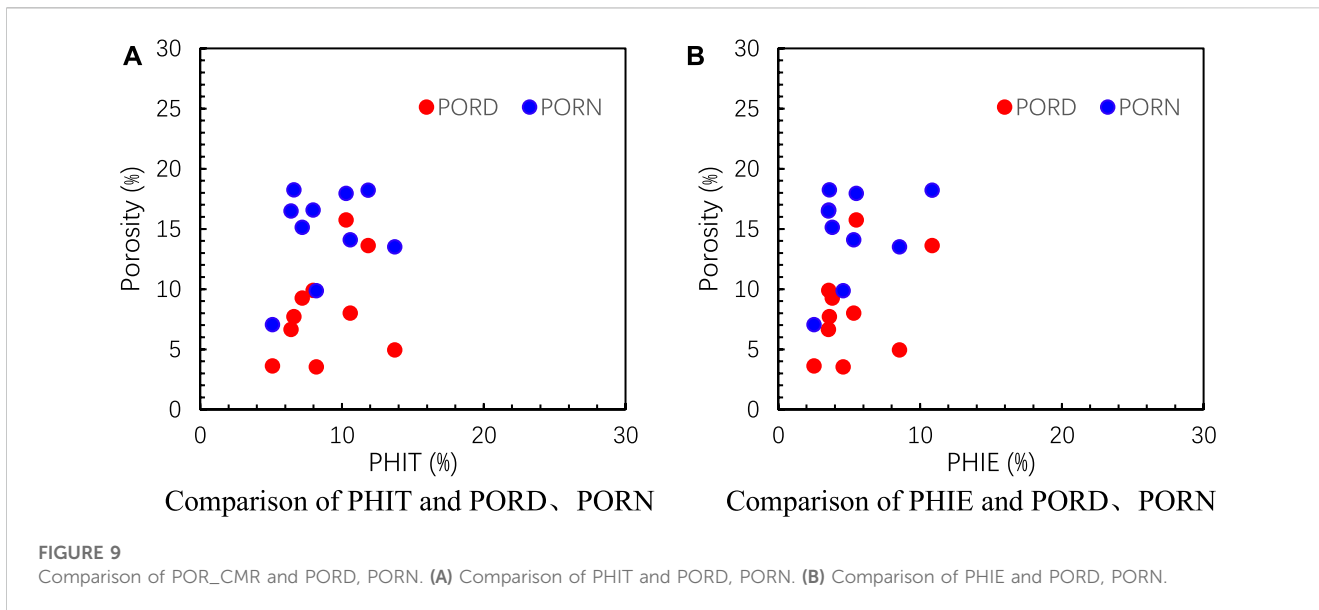 A
30
25
20
15
10
5
0
Porosity (%)
PORD PORN
0 10 20 30
PHIT (%)
Comparison of PHIT and PORD、PORN
B
30
25
20
15
10
5
0
Porosity (%)
PORD PORN
0 10 20 30
PHIE (%)
Comparison of PHIE and PORD、PORN
FIGURE 9
Comparison of POR_CMR and PORD, PORN. (A) Comparison of PHIT and PORD, PORN. (B) Comparison of PHIE and PORD, PORN.